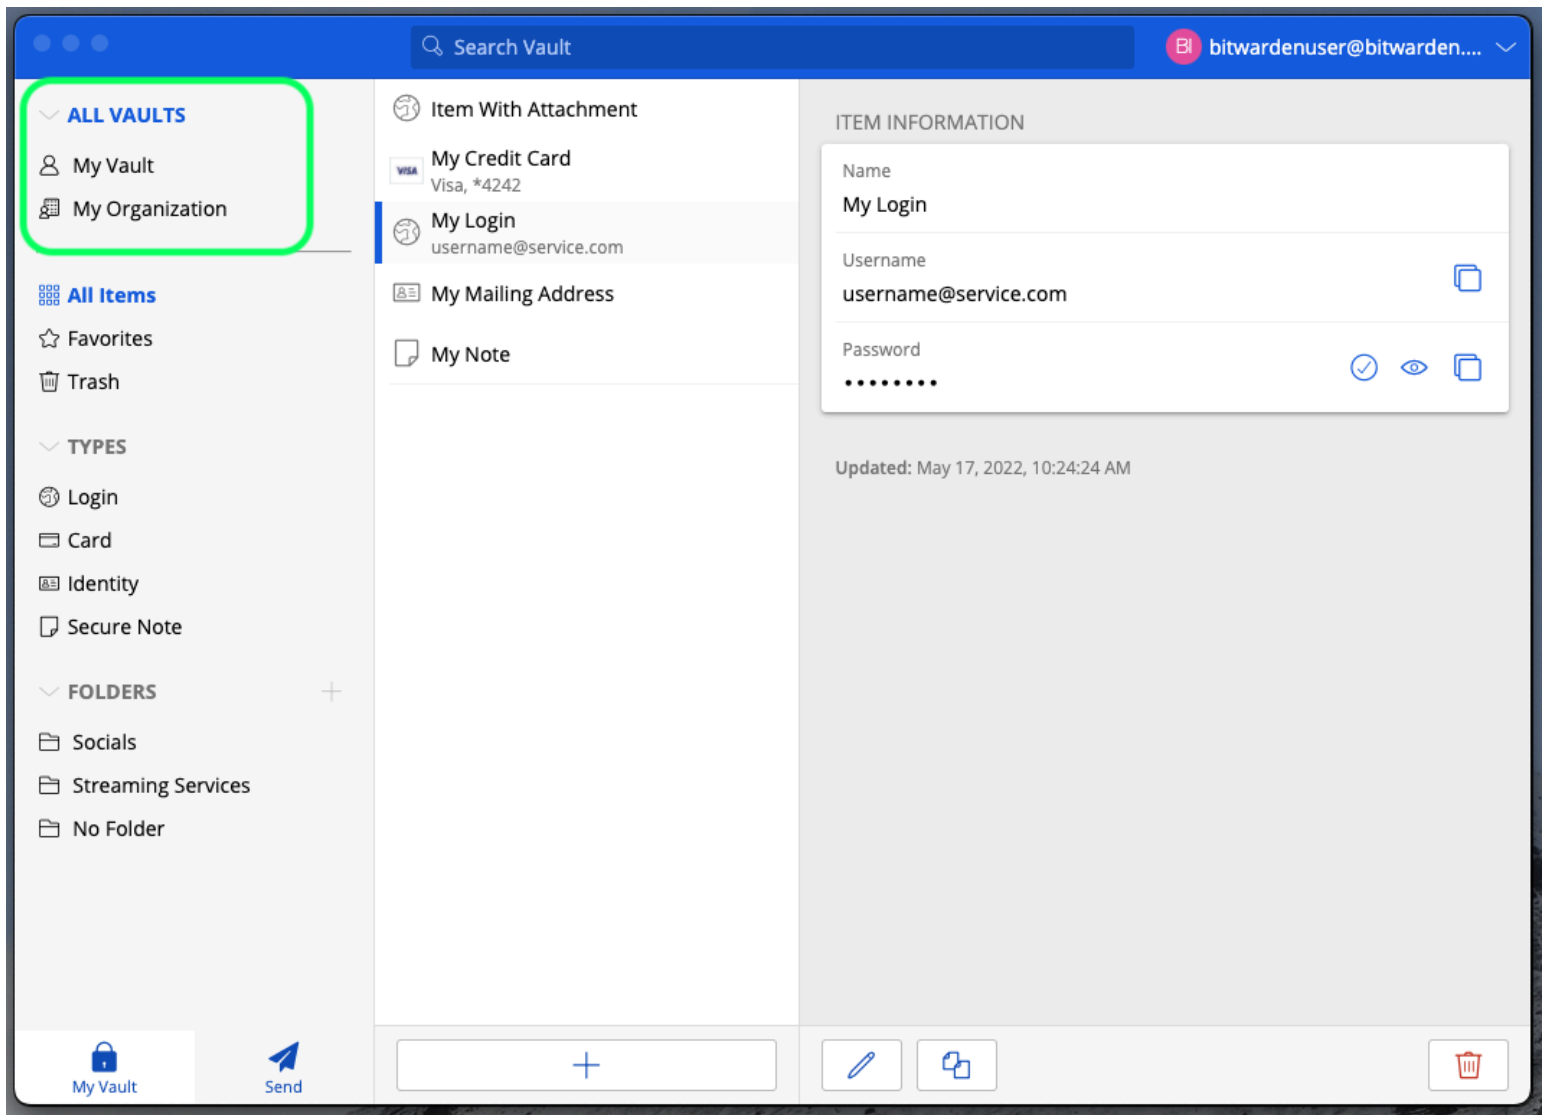 Search Vault
BI bitwardenuser@bitwarden....
ALL VAULTS
My Vault
My Organization
All Items
Favorites
Trash
TYPES
Login
Card
Identity
Secure Note
FOLDERS
Socials
Streaming Services
No Folder
My Vault
Send
Item With Attachment
VISA
My Credit Card
Visa, *4242
My Login
username@service.com
My Mailing Address
My Note
ITEM INFORMATION
Name
My Login
Username
username@service.com
Password
••••••••
Updated: May 17, 2022, 10:24:24 AM